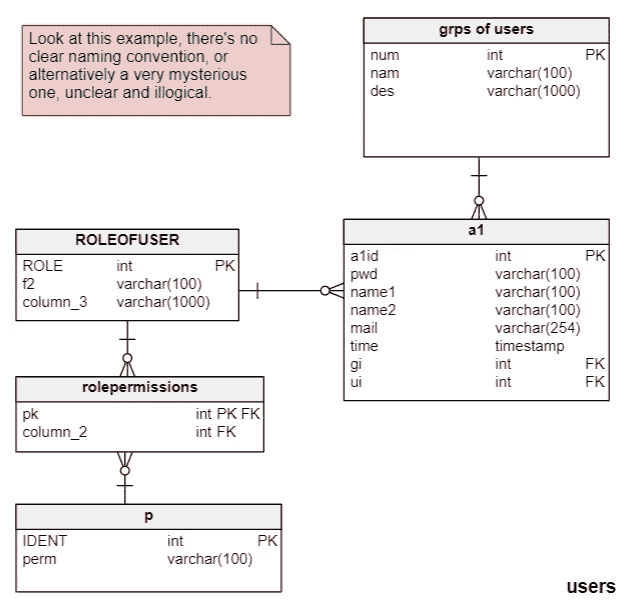 Look at this example, there's no
clear naming convention, or
alternatively a very mysterious
one, unclear and illogical.
grps of users
num int PK
nam varchar(100)
des varchar(1000)
ROLEOFUSER
ROLE int PK
f2 varchar(100)
column_3 varchar(1000)
a1
a1id int PK
pwd varchar(100)
name1 varchar(100)
name2 varchar(100)
mail varchar(254)
time timestamp
gi int FK
ui int FK
rolepermissions
pk int PK FK
column_2 int FK
p
IDENT int PK
perm varchar(100)
users